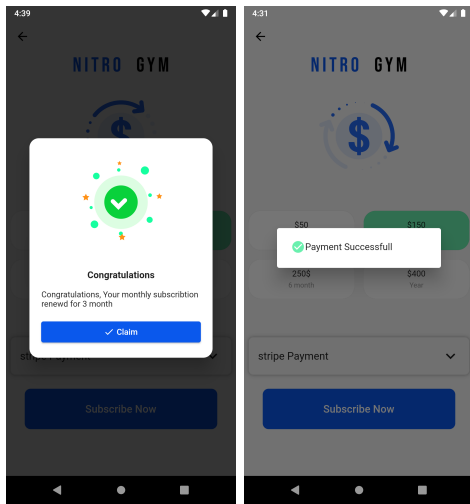 4:39
NITRO GYM
Congratulations
Congratulations, Your monthly subscribtion
renewd for 3 month
Claim
stripe Payment
Subscribe Now
4:31
NITRO GYM
$50
$150
Payment Successfull
250$
$400
6 month
Year
stripe Payment
Subscribe Now